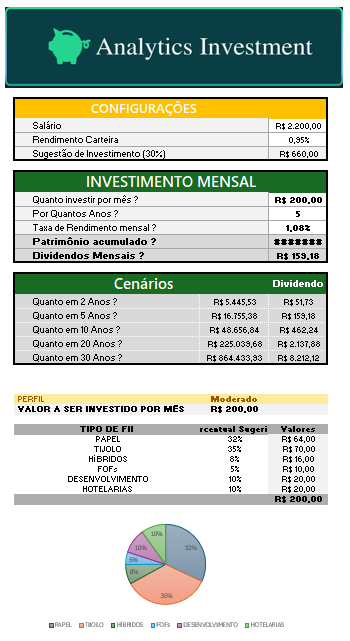 Analytics Investment
CONFIGURAÇÕES
Salário R$ 2.200,00
Rendimento Carteira 0,95%
Sugestão de Investimento (30%) R$ 660,00
INVESTIMENTO MENSAL
Quanto investir por mês ? R$ 200,00
Por Quantos Anos ? 5
Taxa de Rendimento mensal ? 1,08%
Patrimônio acumulado ? #######
Dividendos Mensais ? R$ 159,18
Cenários Dividendo
Quanto em 2 Anos ? R$ 5.445,53 R$ 51,73
Quanto em 5 Anos ? R$ 16.755,38 R$ 159,18
Quanto em 10 Anos ? R$ 48.656,84 R$ 462,24
Quanto em 20 Anos ? R$ 225.039,68 R$ 2.137,88
Quanto em 30 Anos ? R$ 864.433,93 R$ 8.212,12
PERFIL Moderado
VALOR A SER INVESTIDO POR MÊS R$ 200,00
TIPO DE FII rcentual Sugeri Valores
PAPEL 32% R$ 64,00
TIJOLO 35% R$ 70,00
HÍBRIDOS 8% R$ 16,00
FOFs 5% R$ 10,00
DESENVOLVIMENTO 10% R$ 20,00
HOTELARIAS 10% R$ 20,00
R$ 200,00
10%
32%
10%
5%
8%
35%
PAPEL TIJOLO HÍBRIDOS FOFs DESENVOLVIMENTO HOTELARIAS